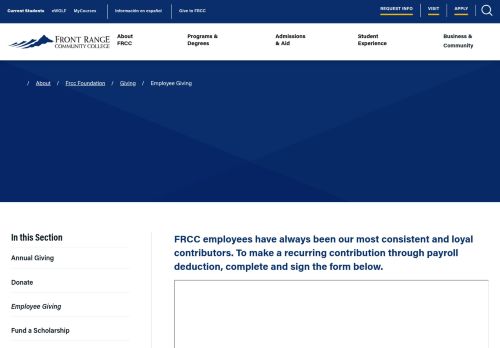 Current Students eWOLF MyCourses Información en español Give to FRCC REQUEST INFO VISIT APPLY
FRONT RANGE
COMMUNITY COLLEGE
About
FRCC
Programs &
Degrees
Admissions
& Aid
Student
Experience
Business &
Community
/ About / Frcc Foundation / Giving / Employee Giving
In this Section
Annual Giving
Donate
Employee Giving
Fund a Scholarship
FRCC employees have always been our most consistent and loyal
contributors. To make a recurring contribution through payroll
deduction, complete and sign the form below.